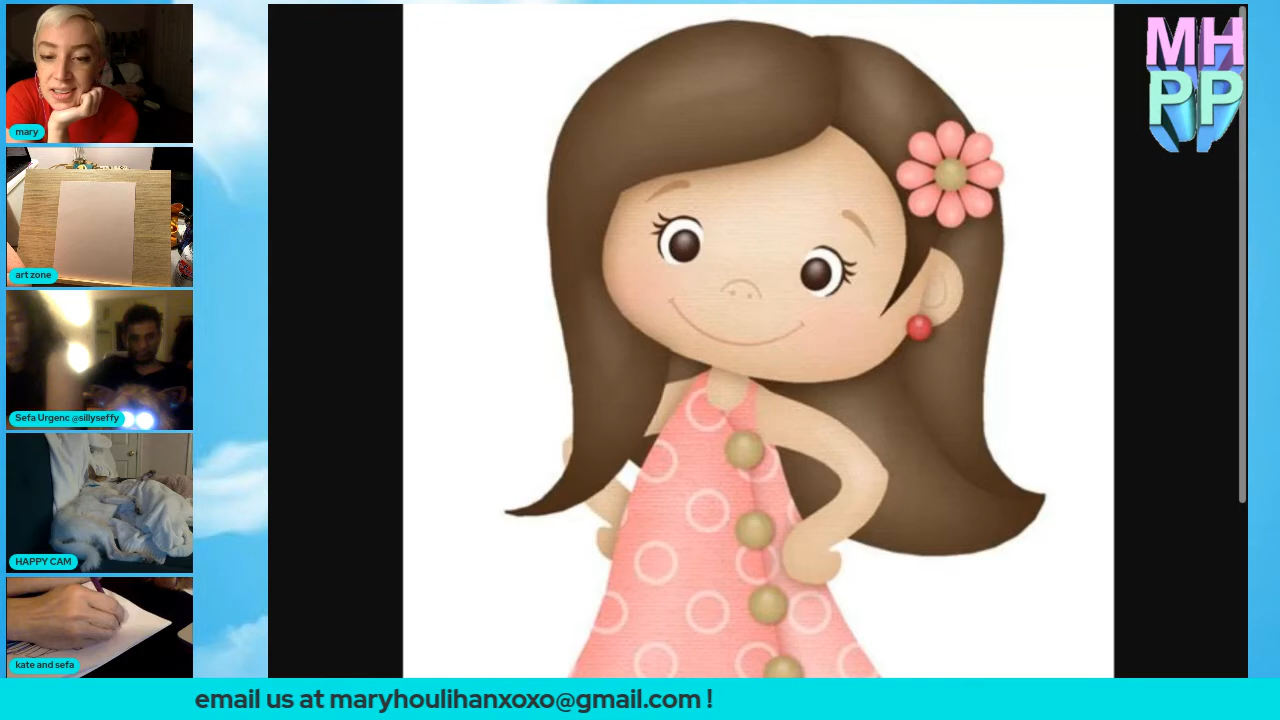 mary
MH
PP
art zone
Sefa Urgenc @sillyseffy
HAPPY CAM
kate and sefa
email us at maryhoulihanxoxo@gmail.com !